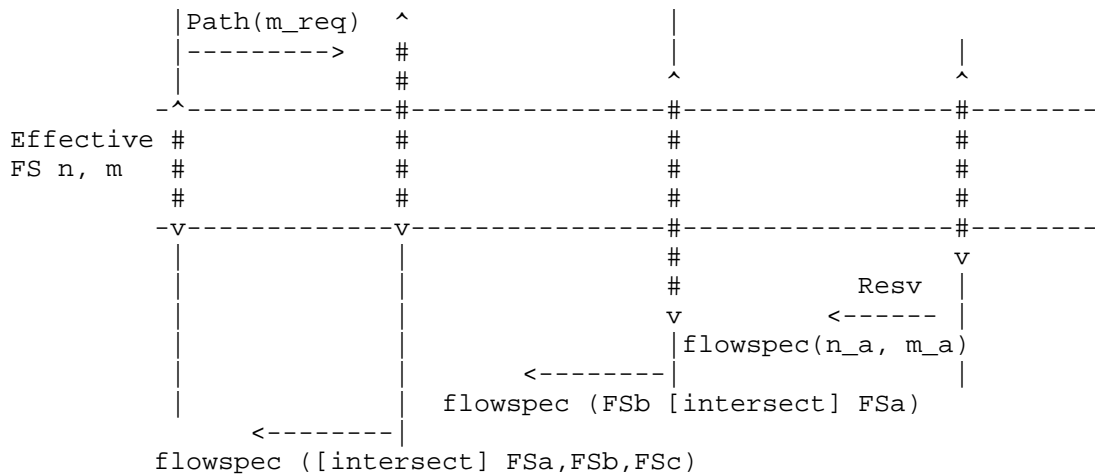 Path(m_req)
Effective
FS n, m
Resv
flowspec(n_a, m_a)
flowspec (FSb [intersect] FSa)
flowspec ([intersect] FSa,FSb,FSc)